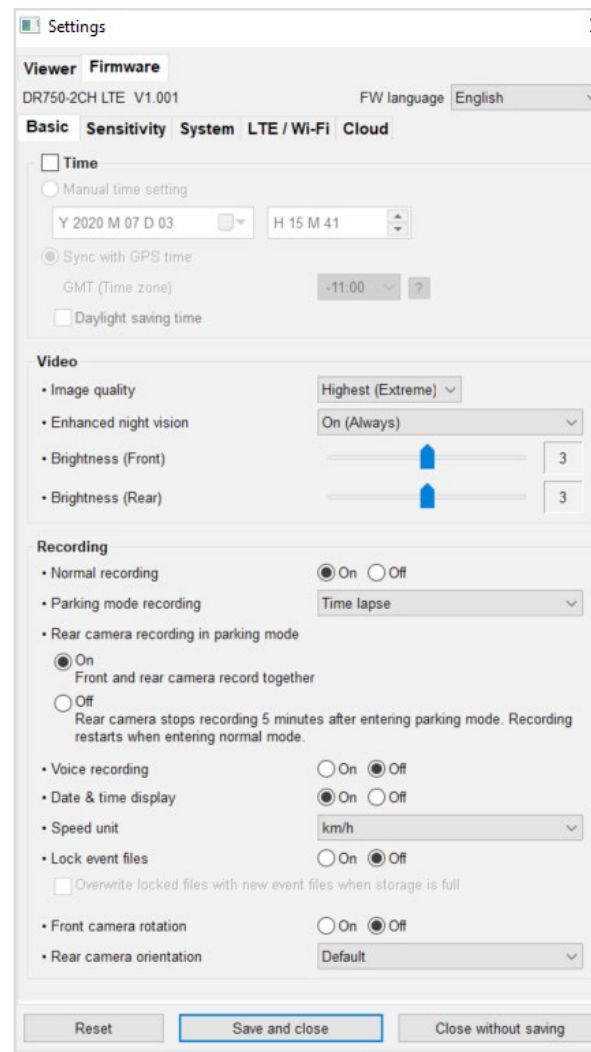 Settings
Viewer Firmware
DR750-2CH LTE V1.001 FW language English
Basic Sensitivity System LTE / Wi-Fi Cloud
Time
Manual time setting
Y 2020 M 07 D 03 H 15 M 41
Sync with GPS time
GMT (Time zone) -11:00 ?
Daylight saving time
Video
• Image quality Highest (Extreme)
• Enhanced night vision On (Always)
• Brightness (Front) 3
• Brightness (Rear) 3
Recording
• Normal recording On Off
• Parking mode recording Time lapse
• Rear camera recording in parking mode
On
Front and rear camera record together
Off
Rear camera stops recording 5 minutes after entering parking mode. Recording
restarts when entering normal mode.
• Voice recording On Off
• Date & time display On Off
• Speed unit km/h
• Lock event files On Off
Overwrite locked files with new event files when storage is full
• Front camera rotation On Off
• Rear camera orientation Default
Reset Save and close Close without saving